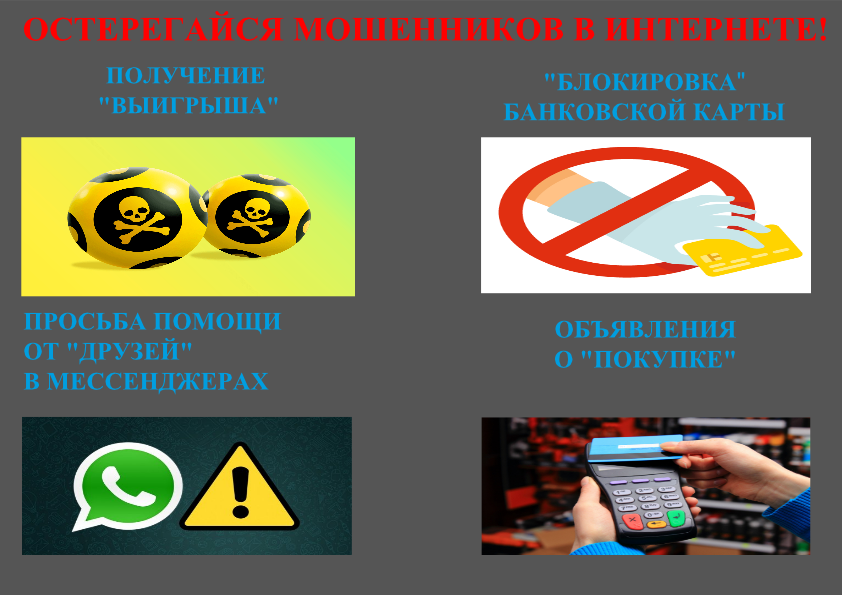 ОСТЕРЕГАЙСЯ МОШЕННИКОВ В ИНТЕРНЕТЕ!
ПОЛУЧЕНИЕ
"ВЫИГРЫША"
"БЛОКИРОВКА"
БАНКОВСКОЙ КАРТЫ
ПРОСЬБА ПОМОЩИ
ОТ "ДРУЗЕЙ"
В МЕССЕНДЖЕРАХ
ОБЪЯВЛЕНИЯ
О "ПОКУПКЕ"